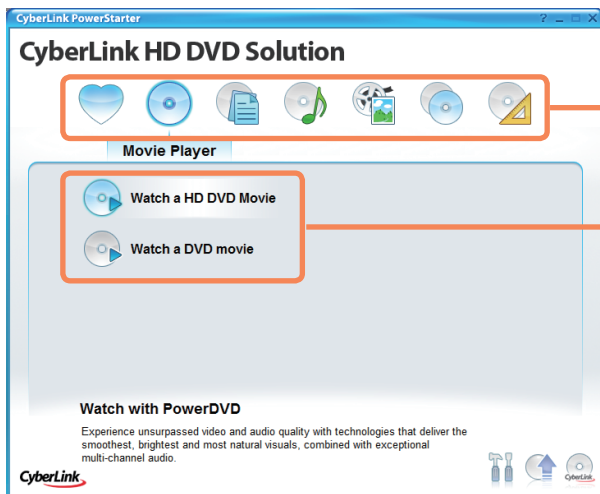 CyberLink PowerStarter
CyberLink HD DVD Solution
Movie Player
Watch a HD DVD Movie
Watch a DVD movie
Watch with PowerDVD
Experience unsurpassed video and audio quality with technologies that deliver the
smoothest, brightest and most natural visuals, combined with exceptional
multi-channel audio.
CyberLink
CyberLink